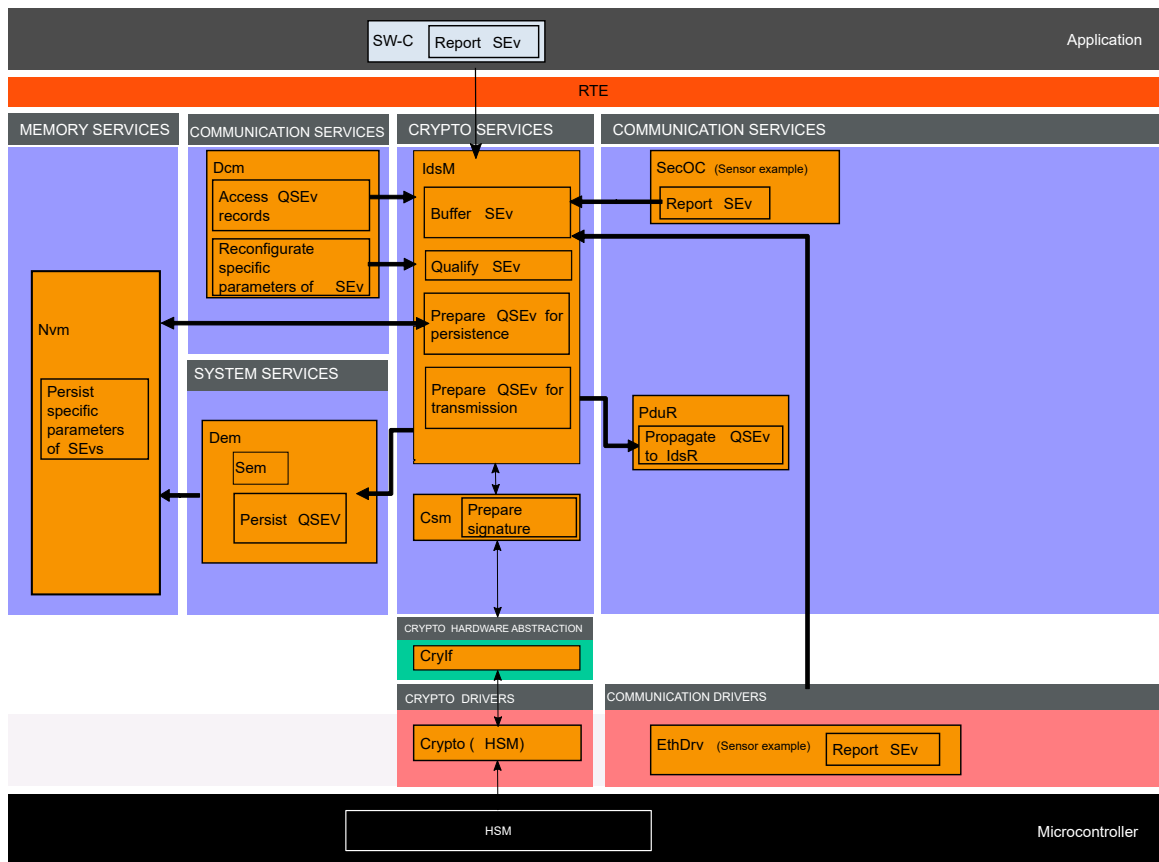 SW-C
Report SEv
Application
RTE
MEMORY SERVICES
COMMUNICATION SERVICES
CRYPTO SERVICES
COMMUNICATION SERVICES
Dcm
Access QSEv
records
Reconfigurate
specific
parameters of SEv
IdsM
Buffer SEv
Qualify SEv
Prepare QSEv for
persistence
Prepare QSEv for
transmission
SecOC (Sensor example)
Report SEv
Nvm
Persist
specific
parameters
of SEvs
SYSTEM SERVICES
Dem
Sem
Persist QSEV
PduR
Propagate QSEv
to IdsR
Csm
Prepare
signature
CRYPTO HARDWARE ABSTRACTION
CryIf
CRYPTO DRIVERS
COMMUNICATION DRIVERS
Crypto ( HSM)
EthDrv (Sensor example)
Report SEv
HSM
Microcontroller